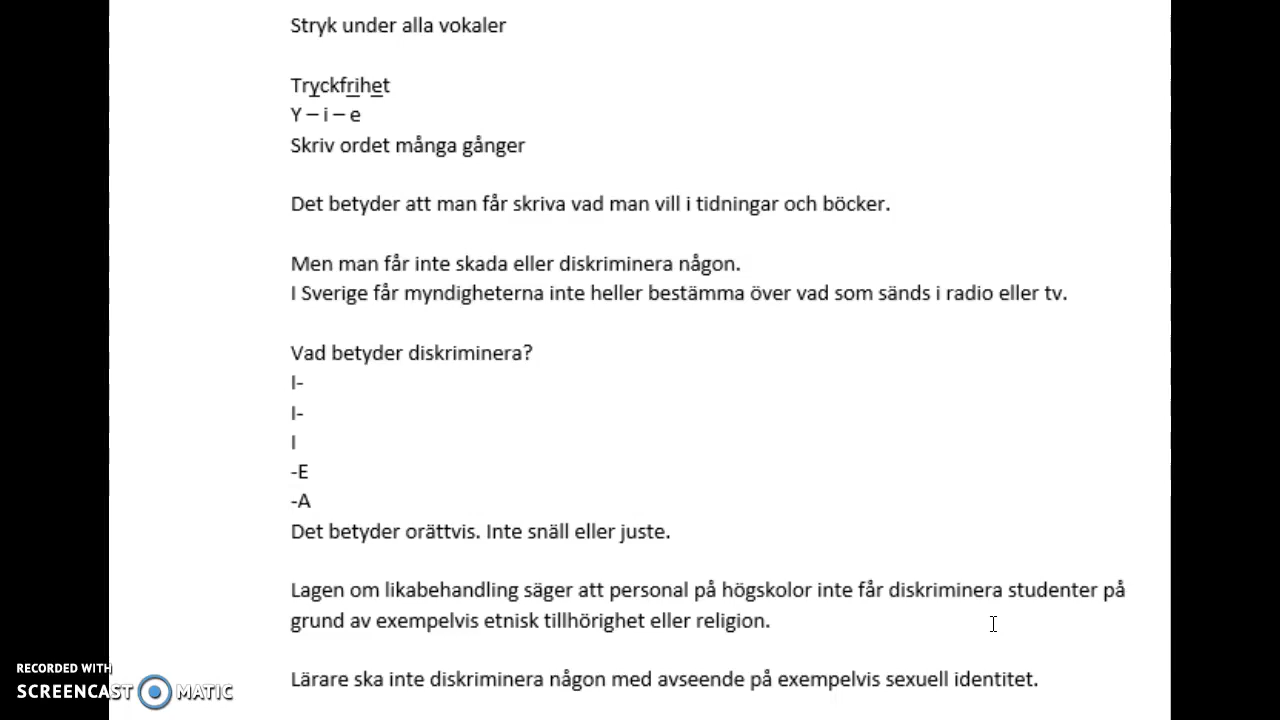 Stryk under alla vokaler
Tryckfrihet
Y – i – e
Skriv ordet många gånger
Det betyder att man får skriva vad man vill i tidningar och böcker.
Men man får inte skada eller diskriminera någon.
I Sverige får myndigheterna inte heller bestämma över vad som sänds i radio eller tv.
Vad betyder diskriminera?
I-
I-
I
-E
-A
Det betyder orättvis. Inte snäll eller juste.
Lagen om likabehandling säger att personal på högskolor inte får diskriminera studenter på
grund av exempelvis etnisk tillhörighet eller religion.
Lärare ska inte diskriminera någon med avseende på exempelvis sexuell identitet.
RECORDED WITH
SCREENCAST MATIC